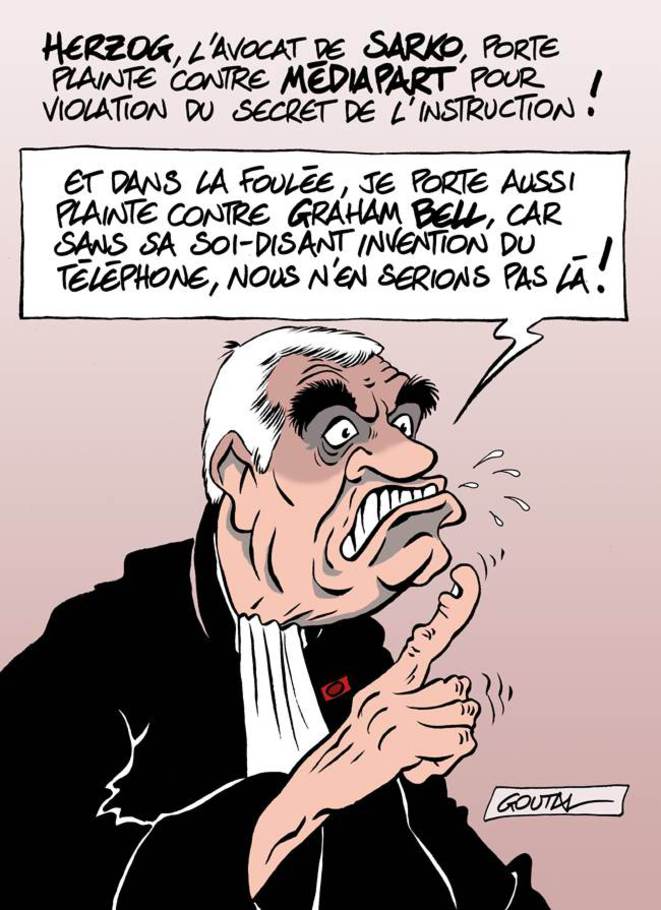 HERZOG, L'AVOCAT DE SARKO, PORTE
PLAINTE CONTRE MÉDIAPART POUR
VIOLATION DU SECRET DE L'INSTRUCTION !
ET DANS LA FOULÉE, JE PORTE AUSSI
PLAINTE CONTRE GRAHAM BELL, CAR
SANS SA SOI-DISANT INVENTION DU
TÉLÉPHONE, NOUS N'EN SERIONS PAS LÀ !
GOUTAL